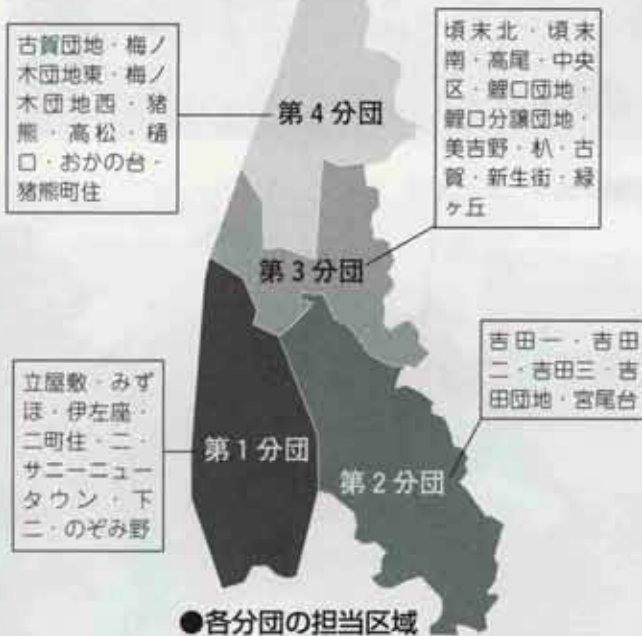 古賀団地・梅ノ
木団地東・梅ノ
木団地西・猪
熊・高松・樋
口・おかの台・
猪熊町住
第4分団
頃末北・頃末
南・高尾・中央
区・鯉口団地・
鯉口分譲団地・
美吉野・朳・古
賀・新生街・緑
ヶ丘
第3分団
吉田一・吉田
二・吉田三・吉
田団地・宮尾台
立屋敷・みず
ほ・伊左座・
二町住・二・
サニーニュー
タウン・下
二・のぞみ野
第1分団
第2分団
●各分団の担当区域